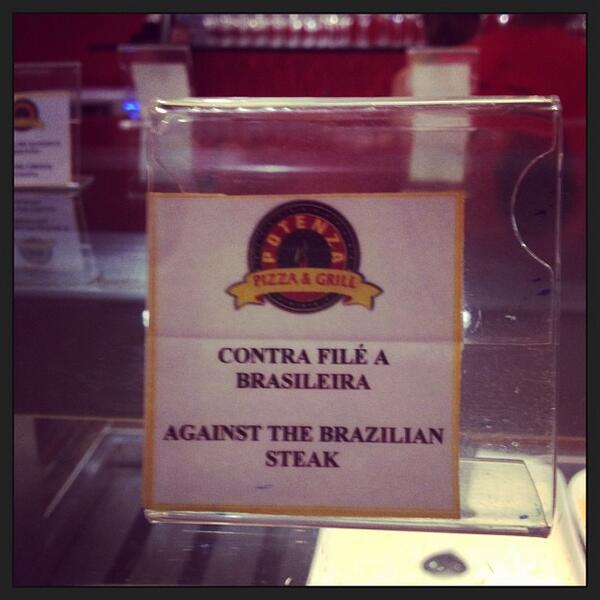 POTENZA
PIZZA & GRILL
CONTRA FILÉ A
BRASILEIRA
AGAINST THE BRAZILIAN
STEAK